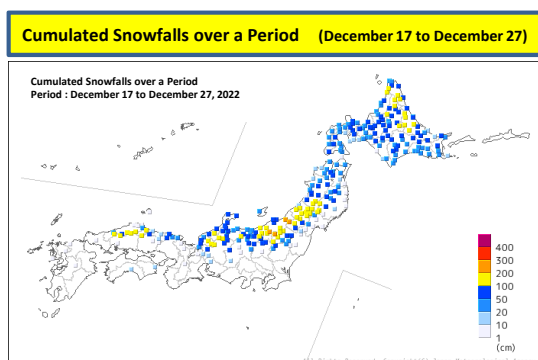 Cumulated Snowfalls over a Period (December 17 to December 27)
Cumulated Snowfalls over a Period
Period : December 17 to December 27, 2022
400
300
200
100
50
20
10
1
(cm)